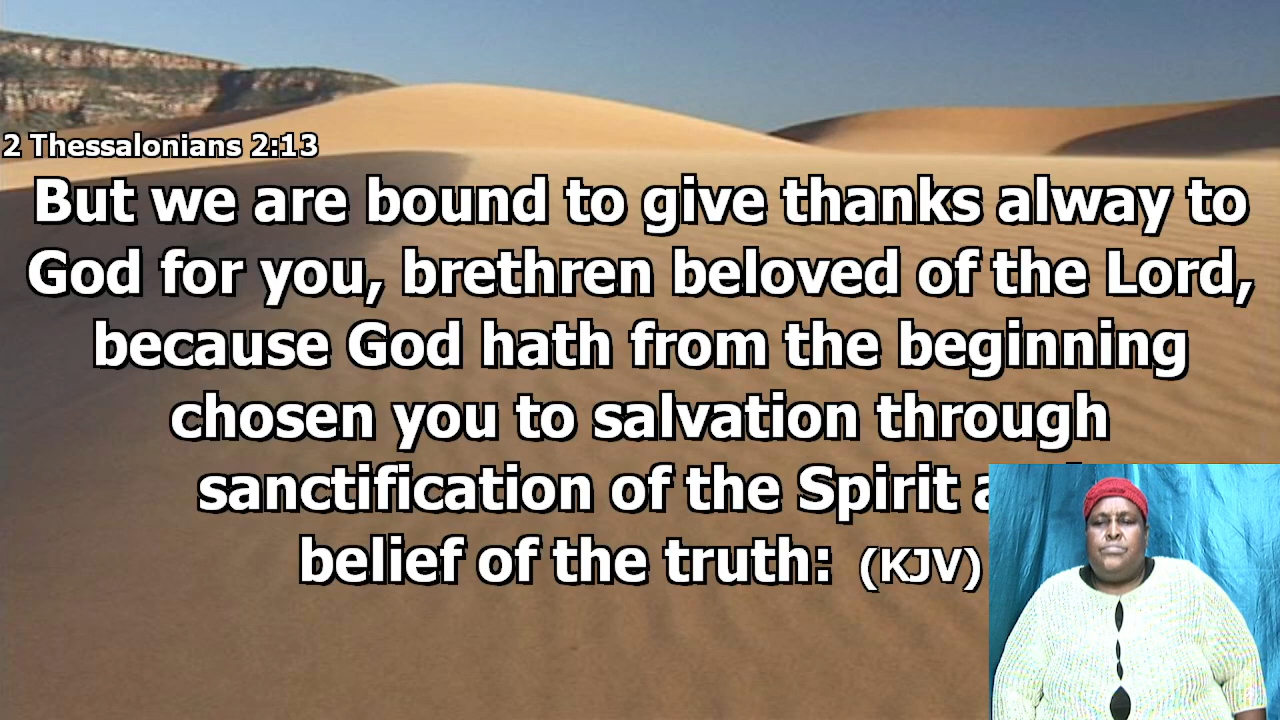 2 Thessalonians 2:13
But we are bound to give thanks alway to
God for you, brethren beloved of the Lord,
because God hath from the beginning
chosen you to salvation through
sanctification of the Spirit
belief of the truth: (KJV)